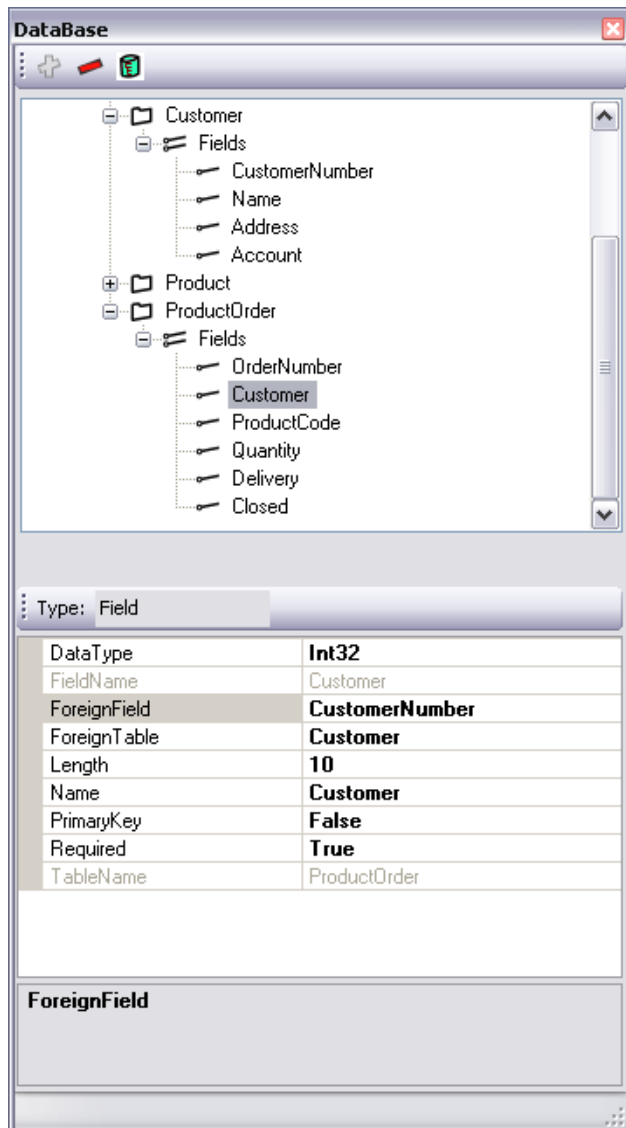 DataBase
Customer
Fields
CustomerNumber
Name
Address
Account
Product
ProductOrder
Fields
OrderNumber
Customer
ProductCode
Quantity
Delivery
Closed
Type: Field
DataType Int32
FieldName Customer
ForeignField CustomerNumber
ForeignTable Customer
Length 10
Name Customer
PrimaryKey False
Required True
TableName ProductOrder
ForeignField